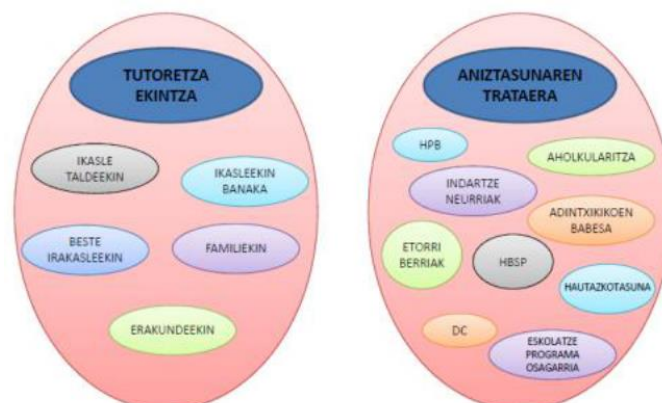 TUTORETZA
EKINTZA
IKASLE
TALDEEKIN
IKASLEEKIN
BANAKA
BESTE
IRAKASLEEKIN
FAMILIEKIN
ERAKUNDEEKIN
ANIZTASUNAREN
TRATAERA
HPB
AHOLKULARITZA
INDARTZE
NEURRIAK
ADINTXIKIKOEN
BABESA
ETORRI
BERRIAK
HBSP
HAUTAZKOTASUNA
DC
ESKOLATZE
PROGRAMA
OSAGARRIA